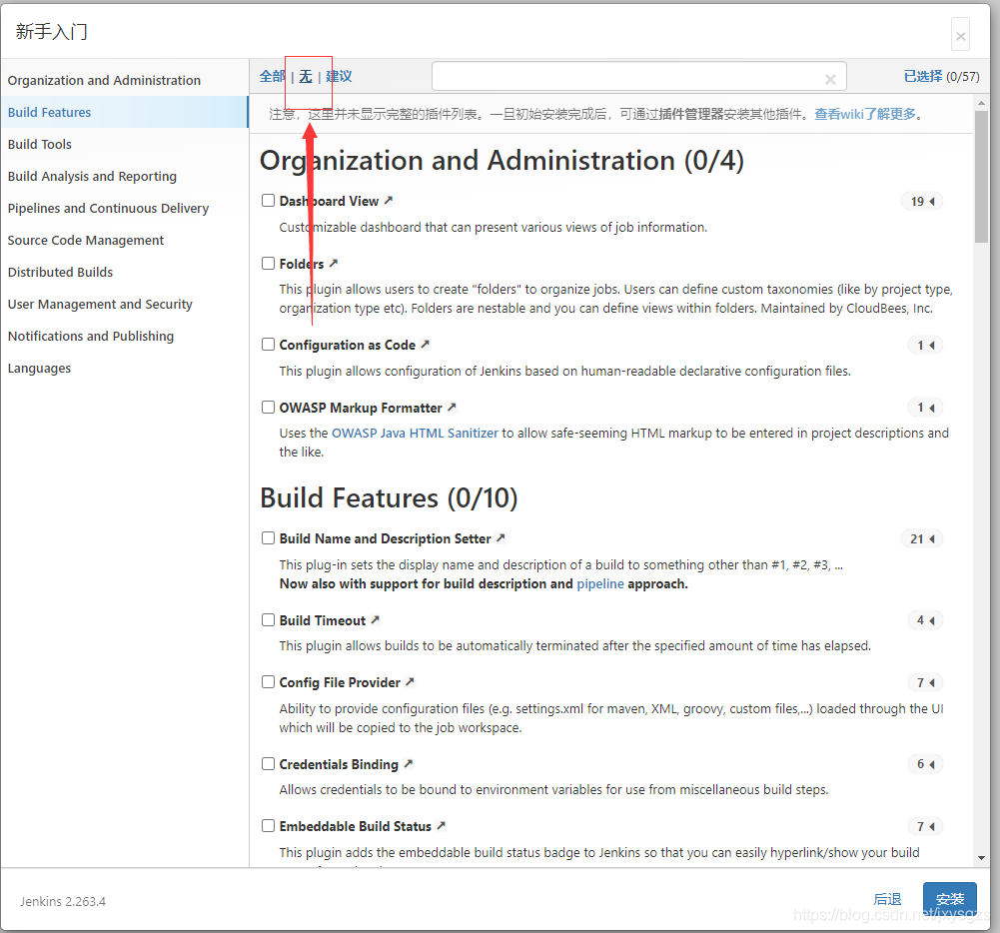 新手入门
×
Organization and Administration
Build Features
Build Tools
Build Analysis and Reporting
Pipelines and Continuous Delivery
Source Code Management
Distributed Builds
User Management and Security
Notifications and Publishing
Languages
全部 | 无 | 建议
×
已选择 (0/57)
注意，这里并未显示完整的插件列表。一旦初始安装完成后，可通过插件管理器安装其他插件。查看wiki了解更多。
Organization and Administration (0/4)
Dashboard View 19
Customizable dashboard that can present various views of job information.
Folders
This plugin allows users to create "folders" to organize jobs. Users can define custom taxonomies (like by project type,
organization type etc). Folders are nestable and you can define views within folders. Maintained by CloudBees, Inc.
Configuration as Code 1
This plugin allows configuration of Jenkins based on human-readable declarative configuration files.
OWASP Markup Formatter 1
Uses the OWASP Java HTML Sanitizer to allow safe-seeming HTML markup to be entered in project descriptions and
the like.
Build Features (0/10)
Build Name and Description Setter 21
This plug-in sets the display name and description of a build to something other than #1, #2, #3, ...
Now also with support for build description and pipeline approach.
Build Timeout 4
This plugin allows builds to be automatically terminated after the specified amount of time has elapsed.
Config File Provider 7
Ability to provide configuration files (e.g. settings.xml for maven, XML, groovy, custom files,...) loaded through the UI
which will be copied to the job workspace.
Credentials Binding 6
Allows credentials to be bound to environment variables for use from miscellaneous build steps.
Embeddable Build Status 7
This plugin adds the embeddable build status badge to Jenkins so that you can easily hyperlink/show your build
Jenkins 2.263.4
后退
安装
https://blog.csdn.net/jxysgzs